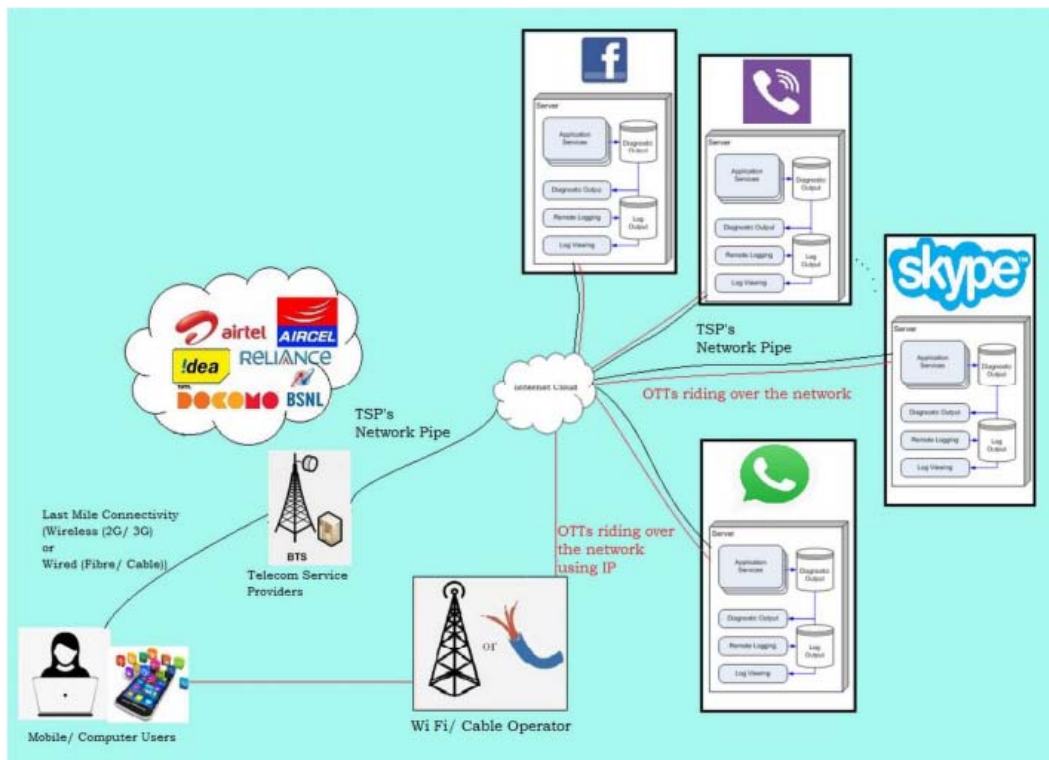 f
Server
Application
Services
Diagnostic
Output
Diagnostic Output
Remote Logging
Log
Output
Log Viewing
Server
Application
Services
Diagnostic
Output
Diagnostic Output
Remote Logging
Log
Output
Log Viewing
skype™
Server
Application
Services
Diagnostic
Output
Diagnostic Output
Remote Logging
Log
Output
Log Viewing
airtel
AIRCEL
!dea
RELIANCE
DOCOMO
BSNL
TSP's
Network Pipe
Internet Cloud
TSP's
Network Pipe
OTTs riding over the network
Last Mile Connectivity
(Wireless (2G/ 3G)
or
Wired (Fibre/ Cable))
BTS
Telecom Service
Providers
OTTs riding over
the network
using IP
or
Wi Fi/ Cable Operator
Mobile/ Computer Users
Server
Application
Services
Diagnostic
Output
Diagnostic Output
Remote Logging
Log
Output
Log Viewing